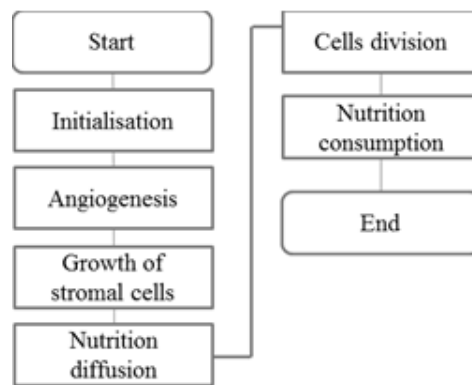 Start
Initialisation
Angiogenesis
Growth of
stromal cells
Nutrition
diffusion
Cells division
Nutrition
consumption
End